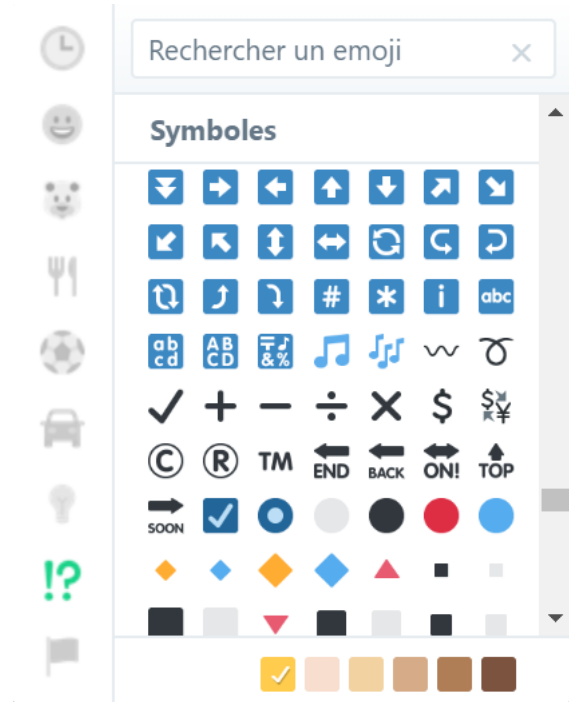 Rechercher un emoji
Symboles
# * i abc
ab
cd
AB
CD
&%
$ $ ¥
© ® TM END BACK ON! TOP
SOON
!?